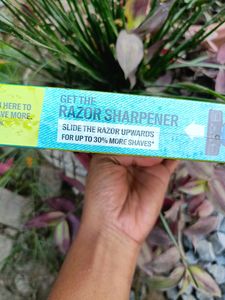 HERE TO
VE MORE.
GET THE
RAZOR SHARPENER
SLIDE THE RAZOR UPWARDS
FOR UP TO 30% MORE SHAVES*